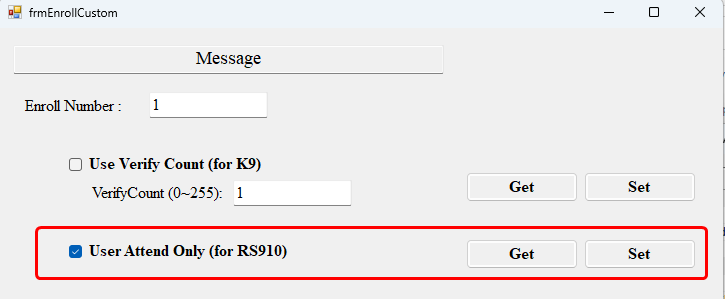 frmEnrollCustom
Message
Enroll Number : 1
Use Verify Count (for K9)
VerifyCount (0~255): 1 Get Set
User Attend Only (for RS910) Get Set